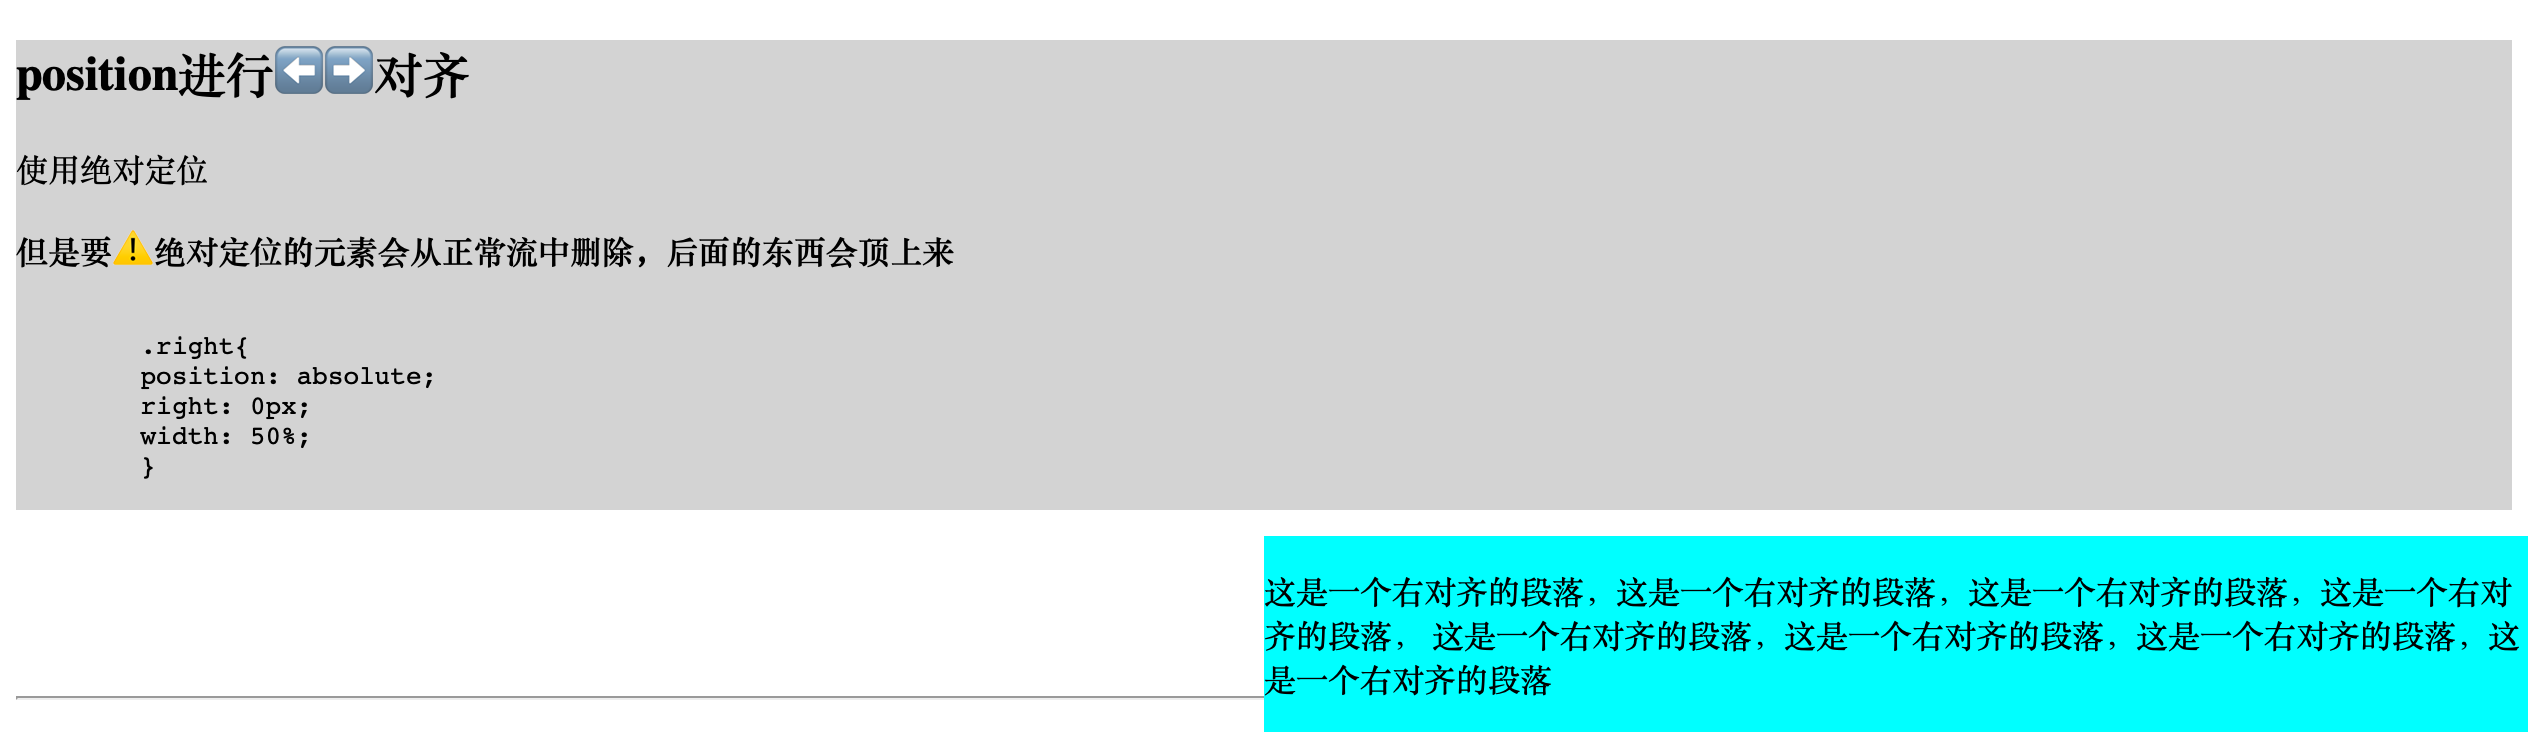 position进行⬅️➡️对齐
使用绝对定位
但是要⚠️绝对定位的元素会从正常流中删除，后面的东西会顶上来
.right{
position: absolute;
right: 0px;
width: 50%;
}
这是一个右对齐的段落，这是一个右对齐的段落，这是一个右对齐的段落，这是一个右对
齐的段落， 这是一个右对齐的段落，这是一个右对齐的段落，这是一个右对齐的段落，这
是一个右对齐的段落